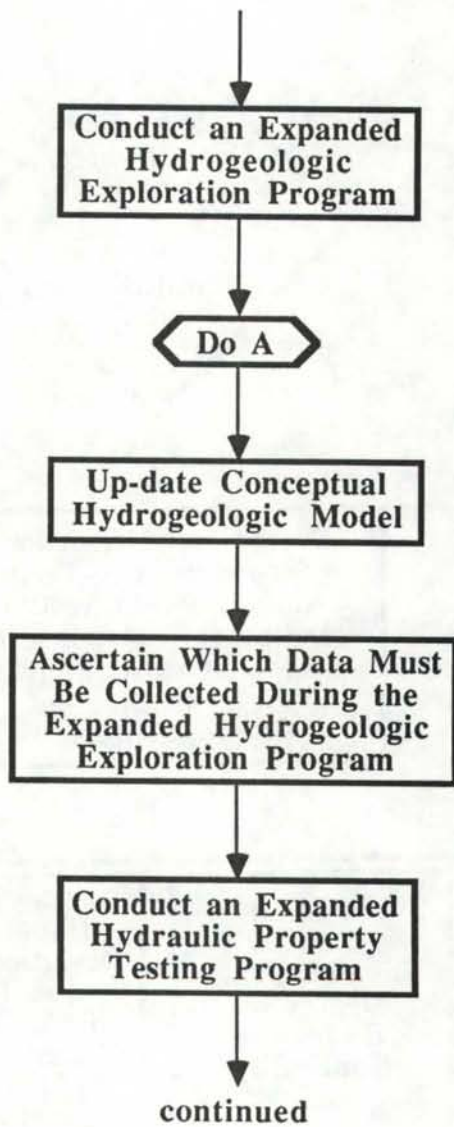 Conduct an Expanded
Hydrogeologic
Exploration Program
Do A
Up-date Conceptual
Hydrogeologic Model
Ascertain Which Data Must
Be Collected During the
Expanded Hydrogeologic
Exploration Program
Conduct an Expanded
Hydraulic Property
Testing Program
continued